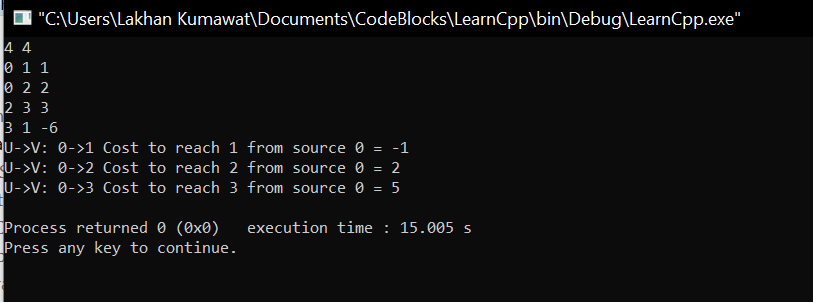 "C:\Users\Lakhan Kumawat\Documents\CodeBlocks\LearnCpp\bin\Debug\LearnCpp.exe"
4 4
0 1 1
0 2 2
2 3 3
3 1 -6
U->V: 0->1 Cost to reach 1 from source 0 = -1
U->V: 0->2 Cost to reach 2 from source 0 = 2
U->V: 0->3 Cost to reach 3 from source 0 = 5
Process returned 0 (0x0)   execution time : 15.005 s
Press any key to continue.